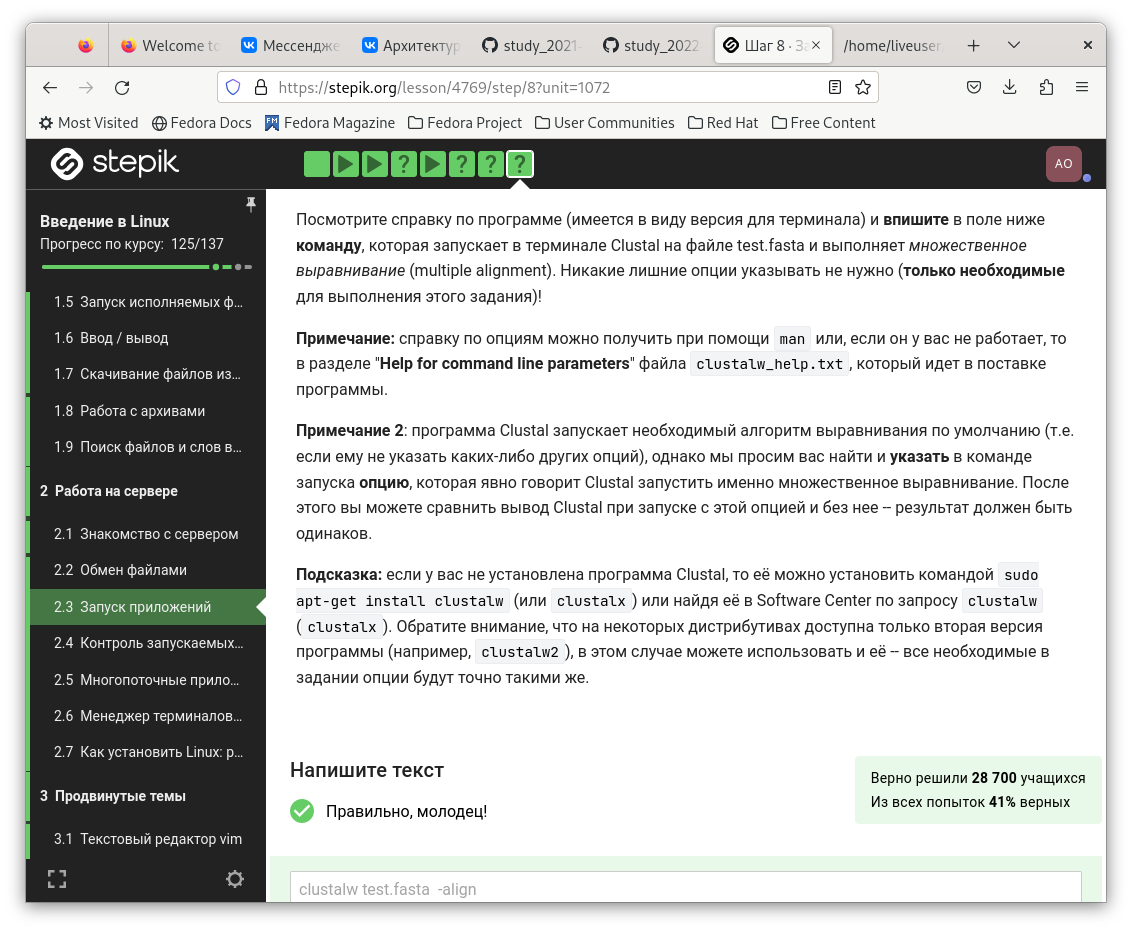 Welcome to
Мессендже
Архитектур
study_2021-
study_2022
Шаг 8 · За
/home/liveuser
https://stepik.org/lesson/4769/step/8?unit=1072
Most Visited
Fedora Docs
Fedora Magazine
Fedora Project
User Communities
Red Hat
Free Content
stepik
AO
Введение в Linux
Прогресс по курсу: 125/137
1.5 Запуск исполняемых ф…
1.6 Ввод / вывод
1.7 Скачивание файлов из…
1.8 Работа с архивами
1.9 Поиск файлов и слов в…
2 Работа на сервере
2.1 Знакомство с сервером
2.2 Обмен файлами
2.3 Запуск приложений
2.4 Контроль запускаемых…
2.5 Многопоточные прило…
2.6 Менеджер терминалов…
2.7 Как установить Linux: р…
3 Продвинутые темы
3.1 Текстовый редактор vim
Посмотрите справку по программе (имеется в виду версия для терминала) и впишите в поле ниже
команду, которая запускает в терминале Clustal на файле test.fasta и выполняет множественное
выравнивание (multiple alignment). Никакие лишние опции указывать не нужно (только необходимые
для выполнения этого задания)!
Примечание: справку по опциям можно получить при помощи man или, если он у вас не работает, то
в разделе "Help for command line parameters" файла clustalw_help.txt, который идет в поставке
программы.
Примечание 2: программа Clustal запускает необходимый алгоритм выравнивания по умолчанию (т.е.
если ему не указать каких-либо других опций), однако мы просим вас найти и указать в команде
запуска опцию, которая явно говорит Clustal запустить именно множественное выравнивание. После
этого вы можете сравнить вывод Clustal при запуске с этой опцией и без нее -- результат должен быть
одинаков.
Подсказка: если у вас не установлена программа Clustal, то её можно установить командой sudo
apt-get install clustalw (или clustalx) или найдя её в Software Center по запросу clustalw
(clustalx). Обратите внимание, что на некоторых дистрибутивах доступна только вторая версия
программы (например, clustalw2), в этом случае можете использовать и её -- все необходимые в
задании опции будут точно такими же.
Напишите текст
Правильно, молодец!
Верно решили 28 700 учащихся
Из всех попыток 41% верных
clustalw test.fasta -align